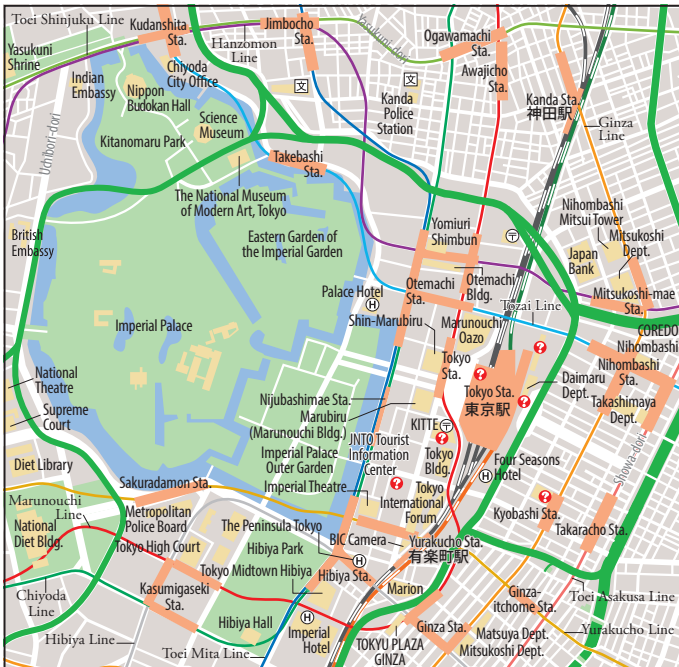 Toei Shinjuku Line
Kudanshita
Sta.
Jimbocho
Sta.
Yasukuni-dori
Ogawamachi
Sta.
Yasukuni
Shrine
Hanzomon
Line
Indian
Embassy
Chiyoda
City Office
Nippon
Budokan Hall
文
文
Awajicho
Sta.
Kanda
Police
Station
Kanda Sta.
神田駅
Ginza
Line
Uchibori-dori
Kitanomaru Park
Science
Museum
Takebashi
Sta.
The National Museum
of Modern Art, Tokyo
British
Embassy
Eastern Garden of
the Imperial Garden
Yomiuri
Shimbun
〒
Nihombashi
Mitsui Tower
Mitsukoshi
Dept.
Japan
Bank
Palace Hotel
H
Otemachi
Sta.
Otemachi
Bldg.
Mitsukoshi-mae
Sta.
Tozai Line
Imperial Palace
Shin-Marubiru
Marunouchi
Oazo
COREDO
Nihombashi
Tokyo
Sta.
?
Nihombashi
Sta.
National
Theatre
?
Tokyo Sta.
東京駅
Daimaru
Dept.
Takashimaya
Dept.
Nijubashimae Sta.
?
Supreme
Court
Marubiru
(Marunouchi Bldg.)
KITTE
〒
?
JNTO Tourist
Information
Center
Imperial Palace
Outer Garden
Tokyo
Bldg.
Four Seasons
Hotel
H
Showa-dori
Diet Library
Sakuradamon Sta.
Imperial Theatre
?
Tokyo
International
Forum
?
Kyobashi Sta.
Marunouchi
Line
Metropolitan
Police Board
The Peninsula Tokyo
Takaracho Sta.
National
Diet Bldg.
Tokyo High Court
Hibiya Park
BIC Camera
Yurakucho Sta.
有楽町駅
H
Tokyo Midtown Hibiya
Hibiya Sta.
Chiyoda
Line
Kasumigaseki
Sta.
Marion
Ginza-
itchome Sta.
Toei Asakusa Line
Hibiya Hall
H
Imperial
Hotel
Ginza Sta.
Hibiya Line
Toei Mita Line
TOKYU PLAZA
GINZA
Matsuya Dept.
Mitsukoshi Dept.
Yurakucho Line